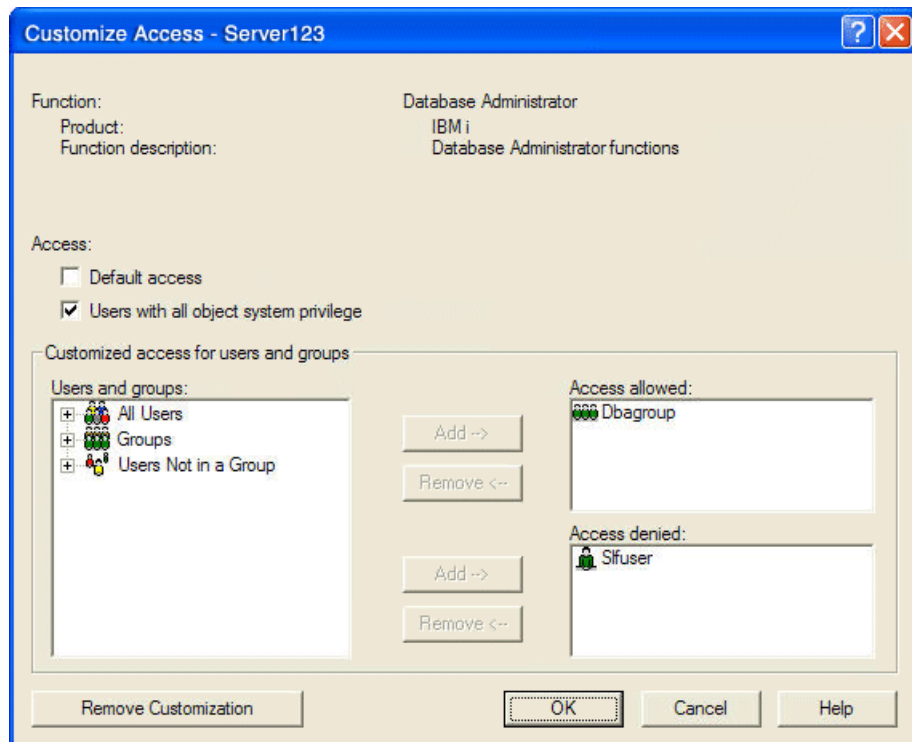 Customize Access - Server123
Function: Database Administrator
Product: IBM i
Function description: Database Administrator functions
Access:
Default access
Users with all object system privilege
Customized access for users and groups
Users and groups:
All Users
Groups
Users Not in a Group
Add -->
Remove <--
Add -->
Remove <--
Access allowed:
Dbagroup
Access denied:
Slfuser
Remove Customization
OK
Cancel
Help